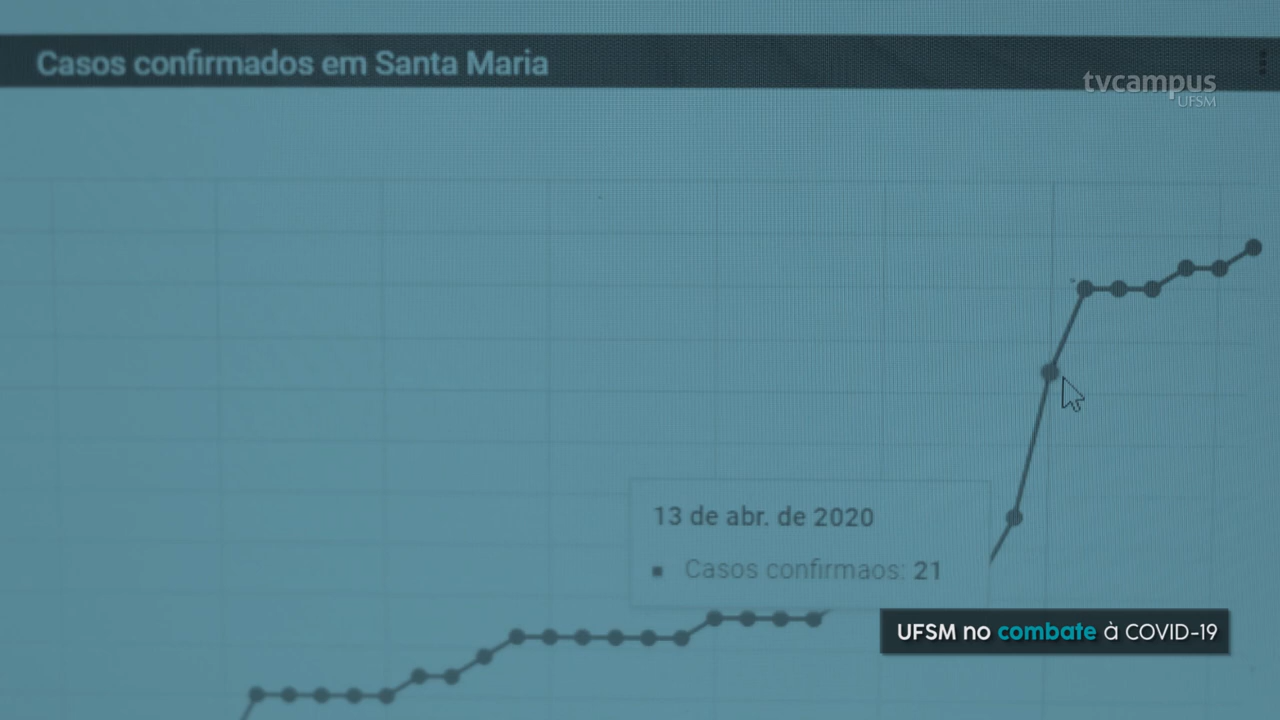 Casos confirmados em Santa Maria
tvcampus
UFSM
13 de abr. de 2020
Casos confirmaos: 21
UFSM no combate à COVID-19